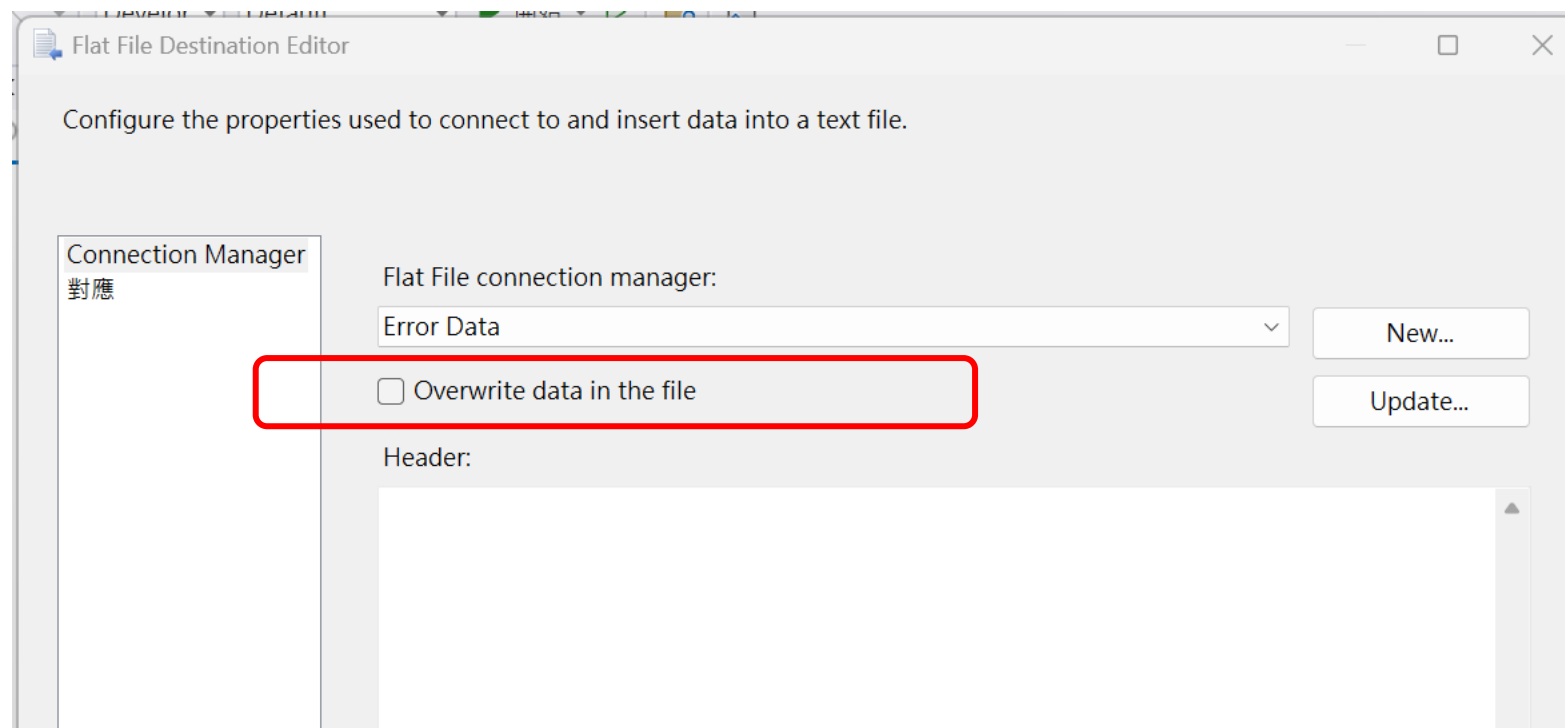 Flat File Destination Editor
Configure the properties used to connect to and insert data into a text file.
Connection Manager
對應
Flat File connection manager:
Error Data
New...
Overwrite data in the file
Update...
Header: